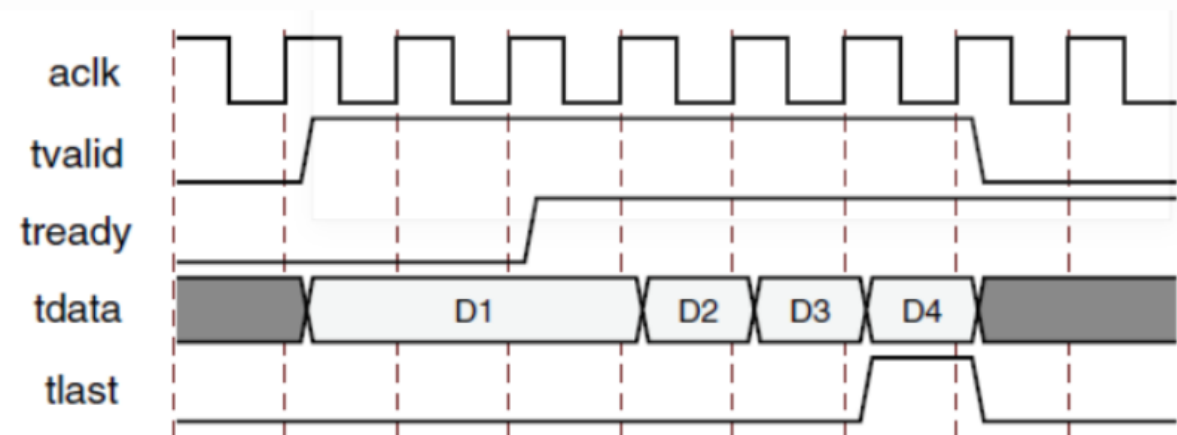 aclk
tvalid
tready
tdata D1 D2 D3 D4
tlast